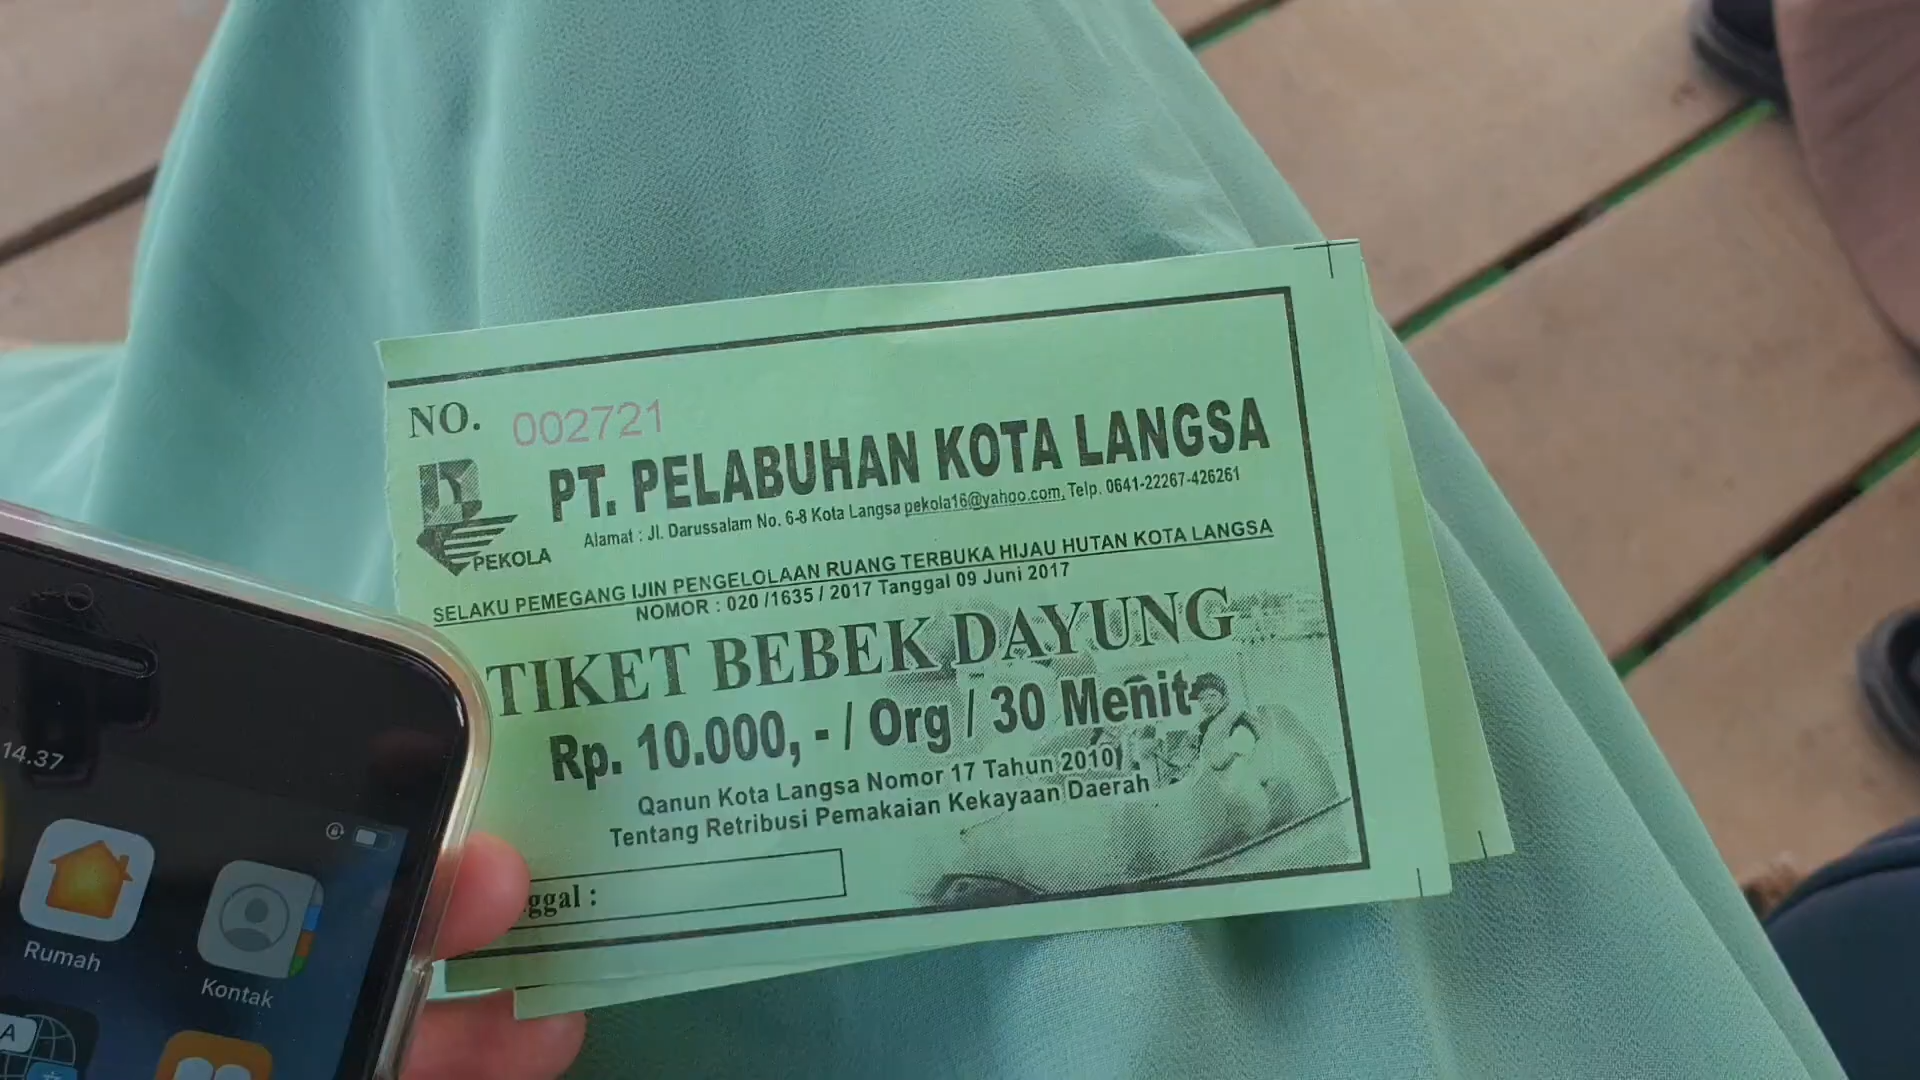 NO. 002721
PT. PELABUHAN KOTA LANGSA
Alamat : Jl. Darussalam No. 6-8 Kota Langsa pekola16@yahoo.com, Telp. 0641-22267-426261
PEKOLA
SELAKU PEMEGANG IJIN PENGELOLAAN RUANG TERBUKA HIJAU HUTAN KOTA LANGSA
NOMOR : 020 /1635 / 2017 Tanggal 09 Juni 2017
TIKET BEBEK DAYUNG
Rp. 10.000, - / Org / 30 Menit
Qanun Kota Langsa Nomor 17 Tahun 2010
Tentang Retribusi Pemakaian Kekayaan Daerah
ggal :
14.37
Rumah
Kontak
A